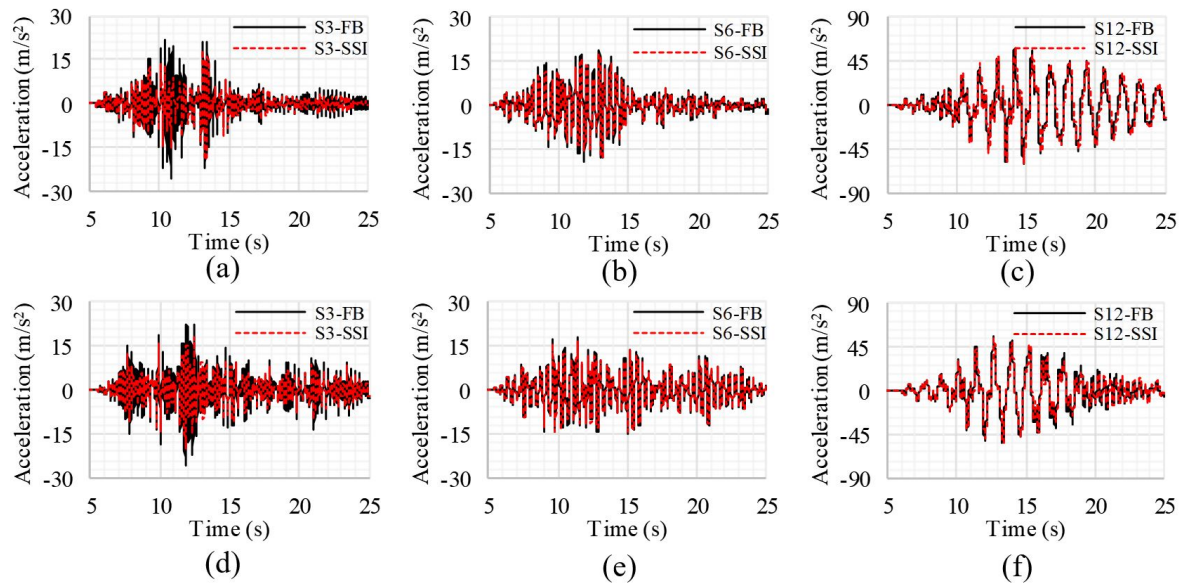 30
15
0
-15
-30
Acceleration (m/s²)
S3-FB
S3-SSI
5 10 15 20 25
Time (s)
(a)
30
15
0
-15
-30
Acceleration (m/s²)
S6-FB
S6-SSI
5 10 15 20 25
Time (s)
(b)
90
45
0
-45
-90
Acceleration (m/s²)
S12-FB
S12-SSI
5 10 15 20 25
Time (s)
(c)
30
15
0
-15
-30
Acceleration (m/s²)
S3-FB
S3-SSI
5 10 15 20 25
Time (s)
(d)
30
15
0
-15
-30
Acceleration (m/s²)
S6-FB
S6-SSI
5 10 15 20 25
Time (s)
(e)
90
45
0
-45
-90
Acceleration (m/s²)
S12-FB
S12-SSI
5 10 15 20 25
Time (s)
(f)